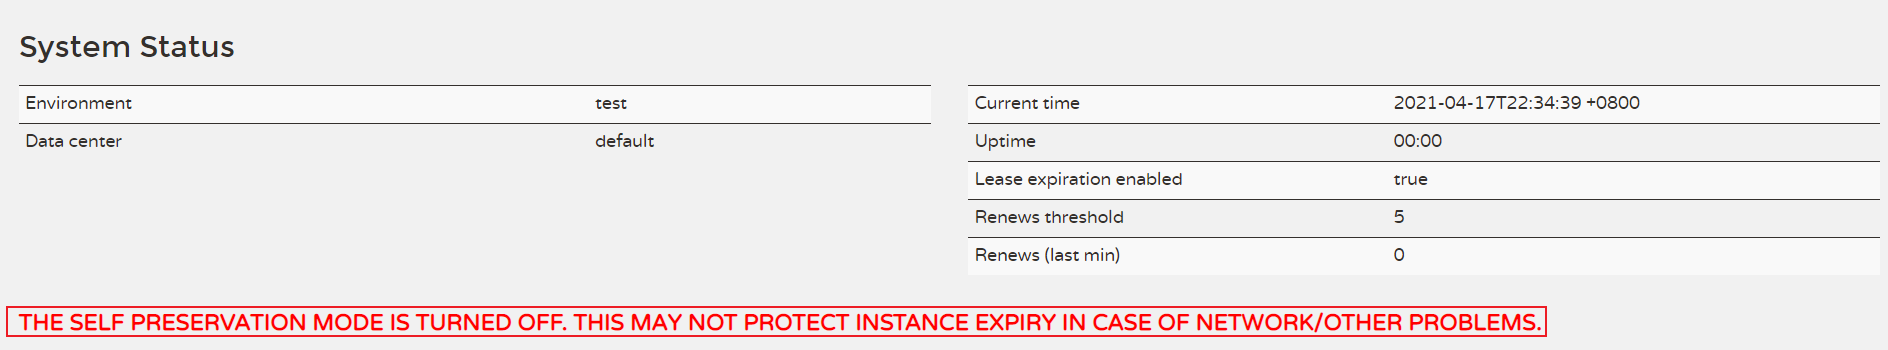 System Status
Environment test
Data center default
Current time 2021-04-17T22:34:39 +0800
Uptime 00:00
Lease expiration enabled true
Renews threshold 5
Renews (last min) 0
THE SELF PRESERVATION MODE IS TURNED OFF. THIS MAY NOT PROTECT INSTANCE EXPIRY IN CASE OF NETWORK/OTHER PROBLEMS.